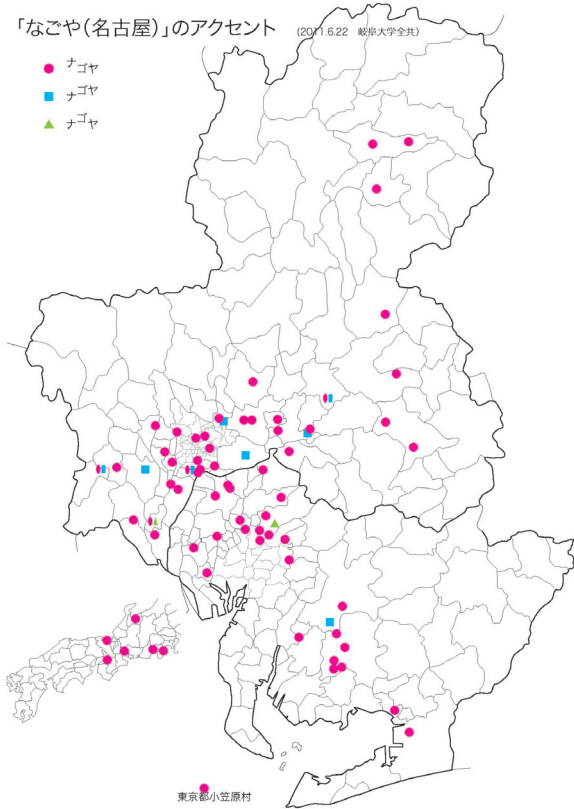 「なごや(名古屋)」のアクセント
(2011.6.22 岐阜大学全共)
ナゴヤ
ナゴヤ
ナゴヤ
東京都小笠原村